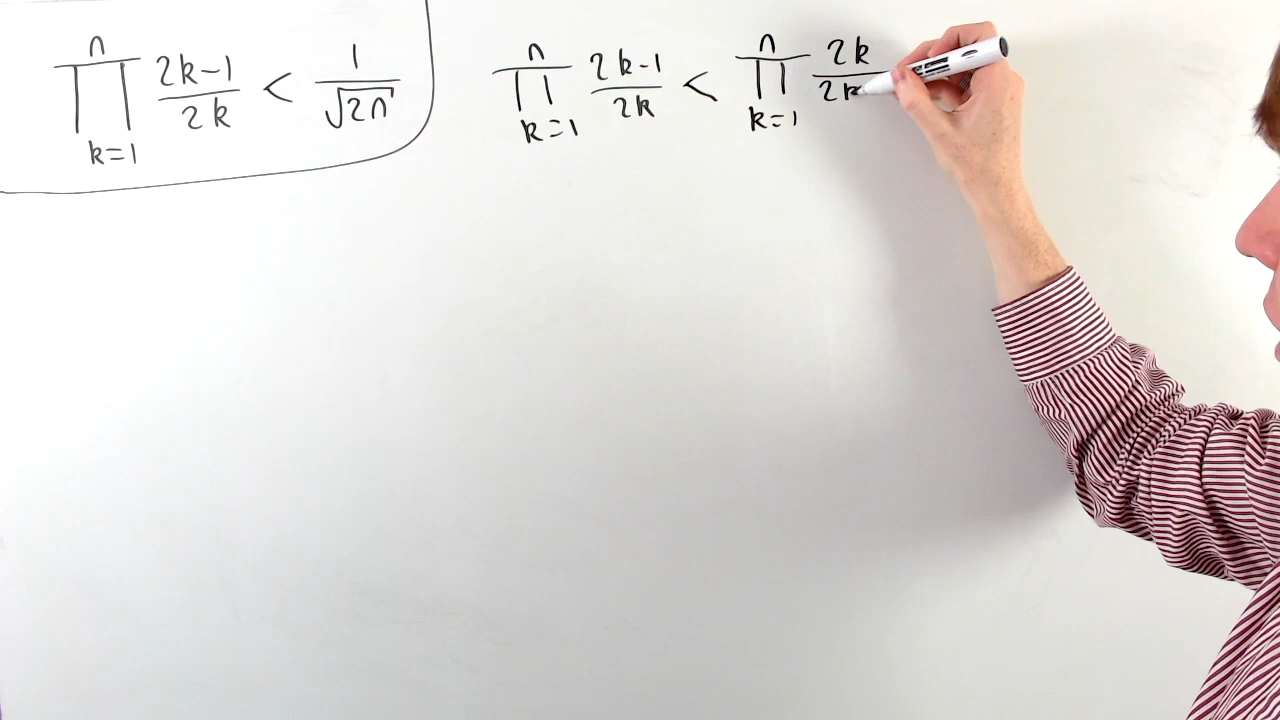 ∏_{k=1}^{n} (2k-1)/(2k) < 1/√(2n)
∏_{k=1}^{n} (2k-1)/(2k) < ∏_{k=1}^{n} (2k)/(2k